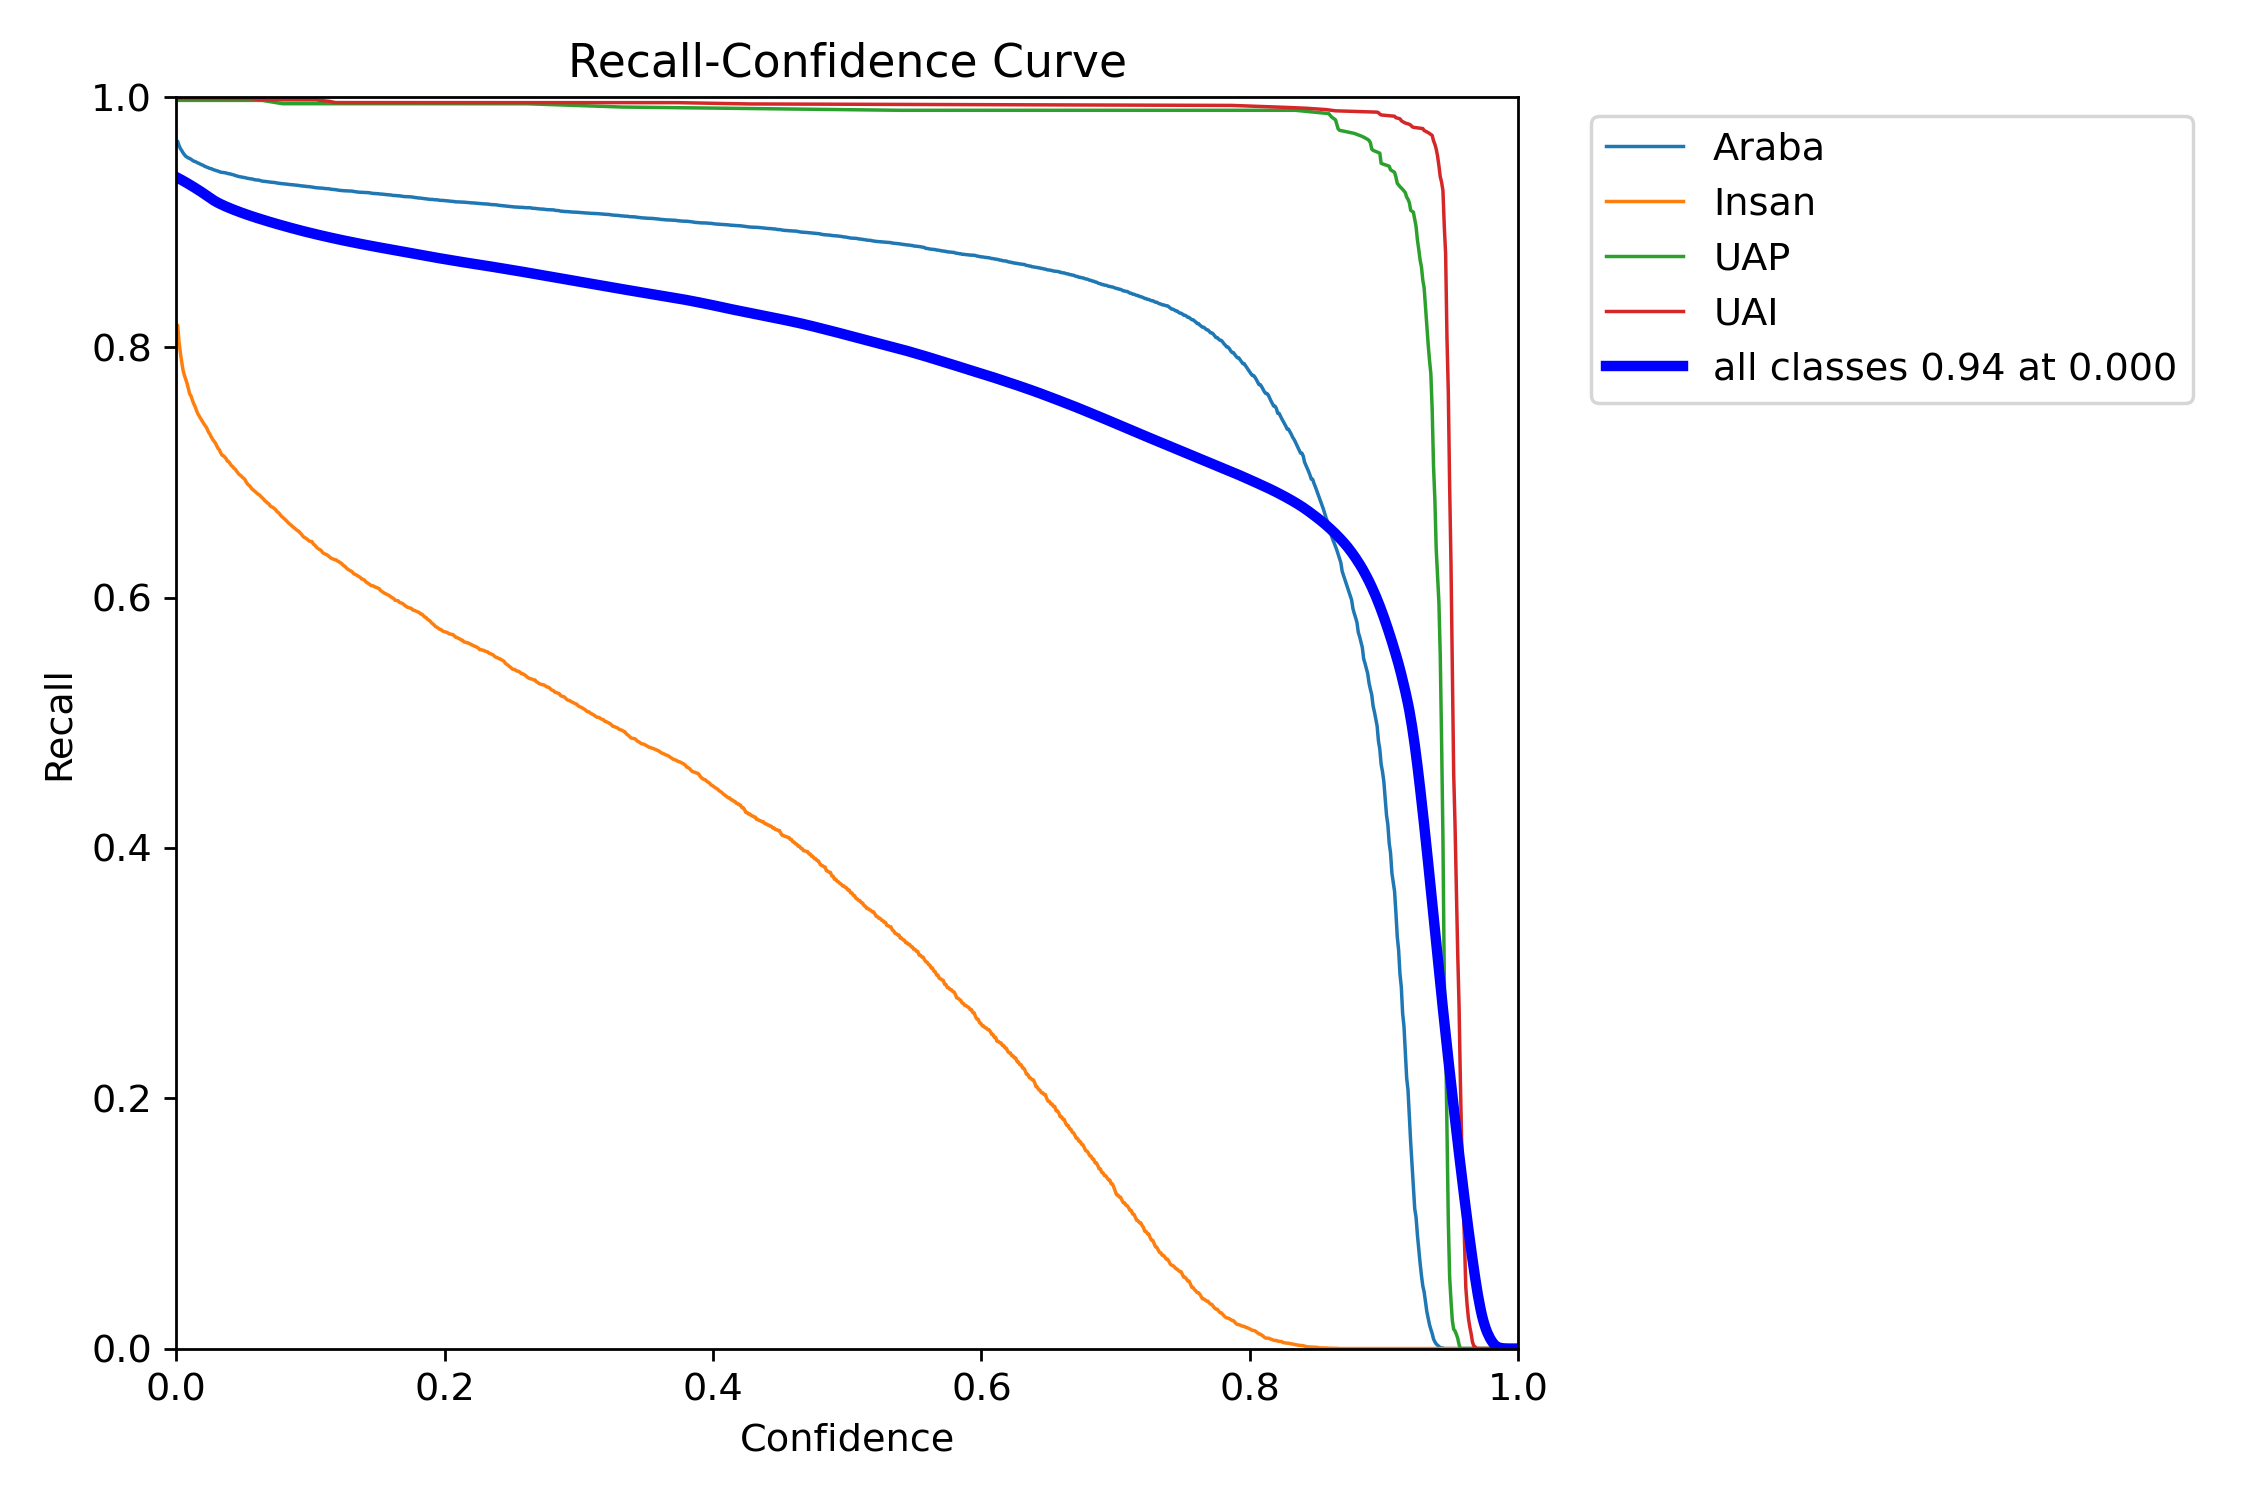 Recall-Confidence Curve
1.0
0.8
0.6
0.4
0.2
0.0
Recall
0.0 0.2 0.4 0.6 0.8 1.0
Confidence
Araba
Insan
UAP
UAI
all classes 0.94 at 0.000